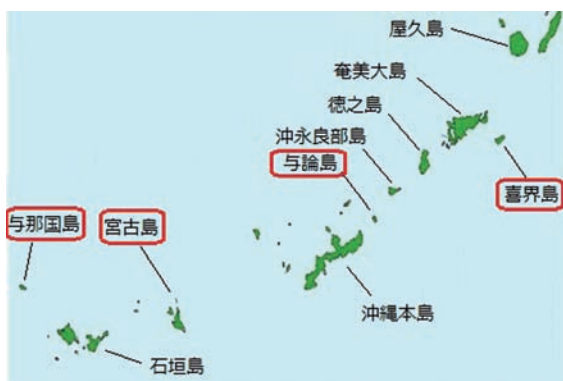 屋久島
奄美大島
徳之島
沖永良部島
与論島
喜界島
与那国島
宮古島
沖縄本島
石垣島